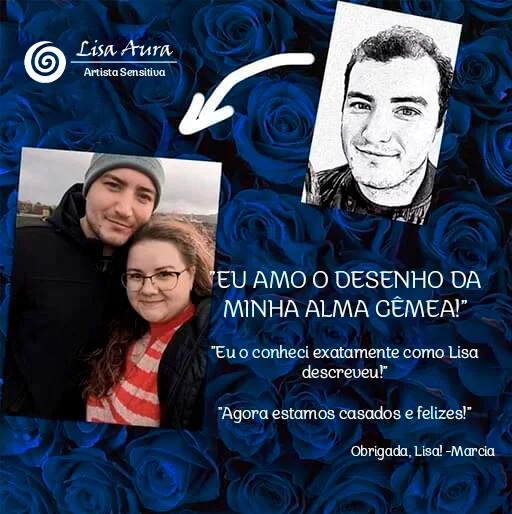 Lisa Aura
Artista Sensitiva
"EU AMO O DESENHO DA
MINHA ALMA GÊMEA!"
"Eu o conheci exatamente como Lisa
descreveu!"
"Agora estamos casados e felizes!"
Obrigada, Lisa! -Marcia